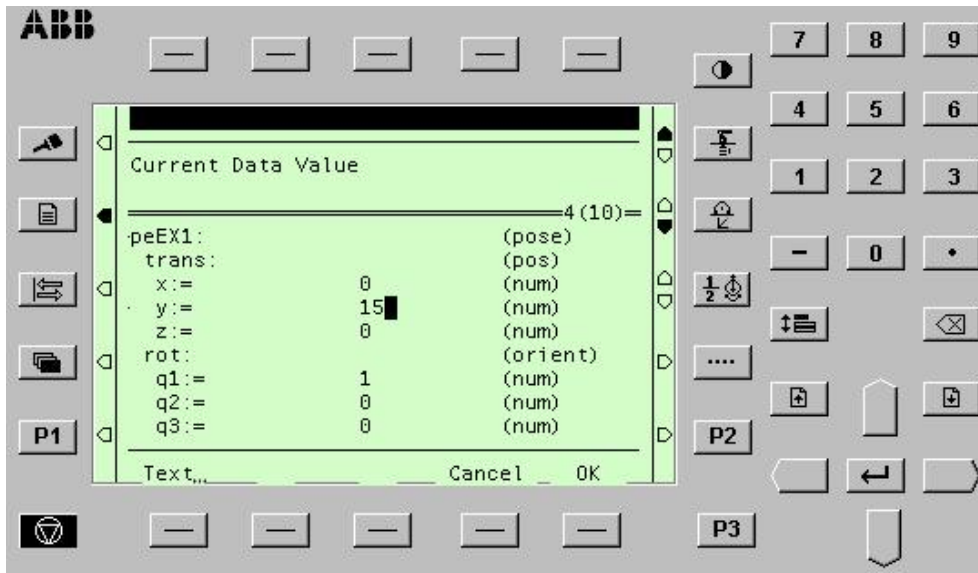 ABB
7 8 9
4 5 6
1 2 3
- 0 .
Current Data Value
4(10)
peEX1: (pose)
trans: (pos)
x:= 0 (num)
y:= 15 (num)
z:= 0 (num)
rot: (orient)
q1:= 1 (num)
q2:= 0 (num)
q3:= 0 (num)
Text... Cancel OK
1
2
....
P1
P2
P3